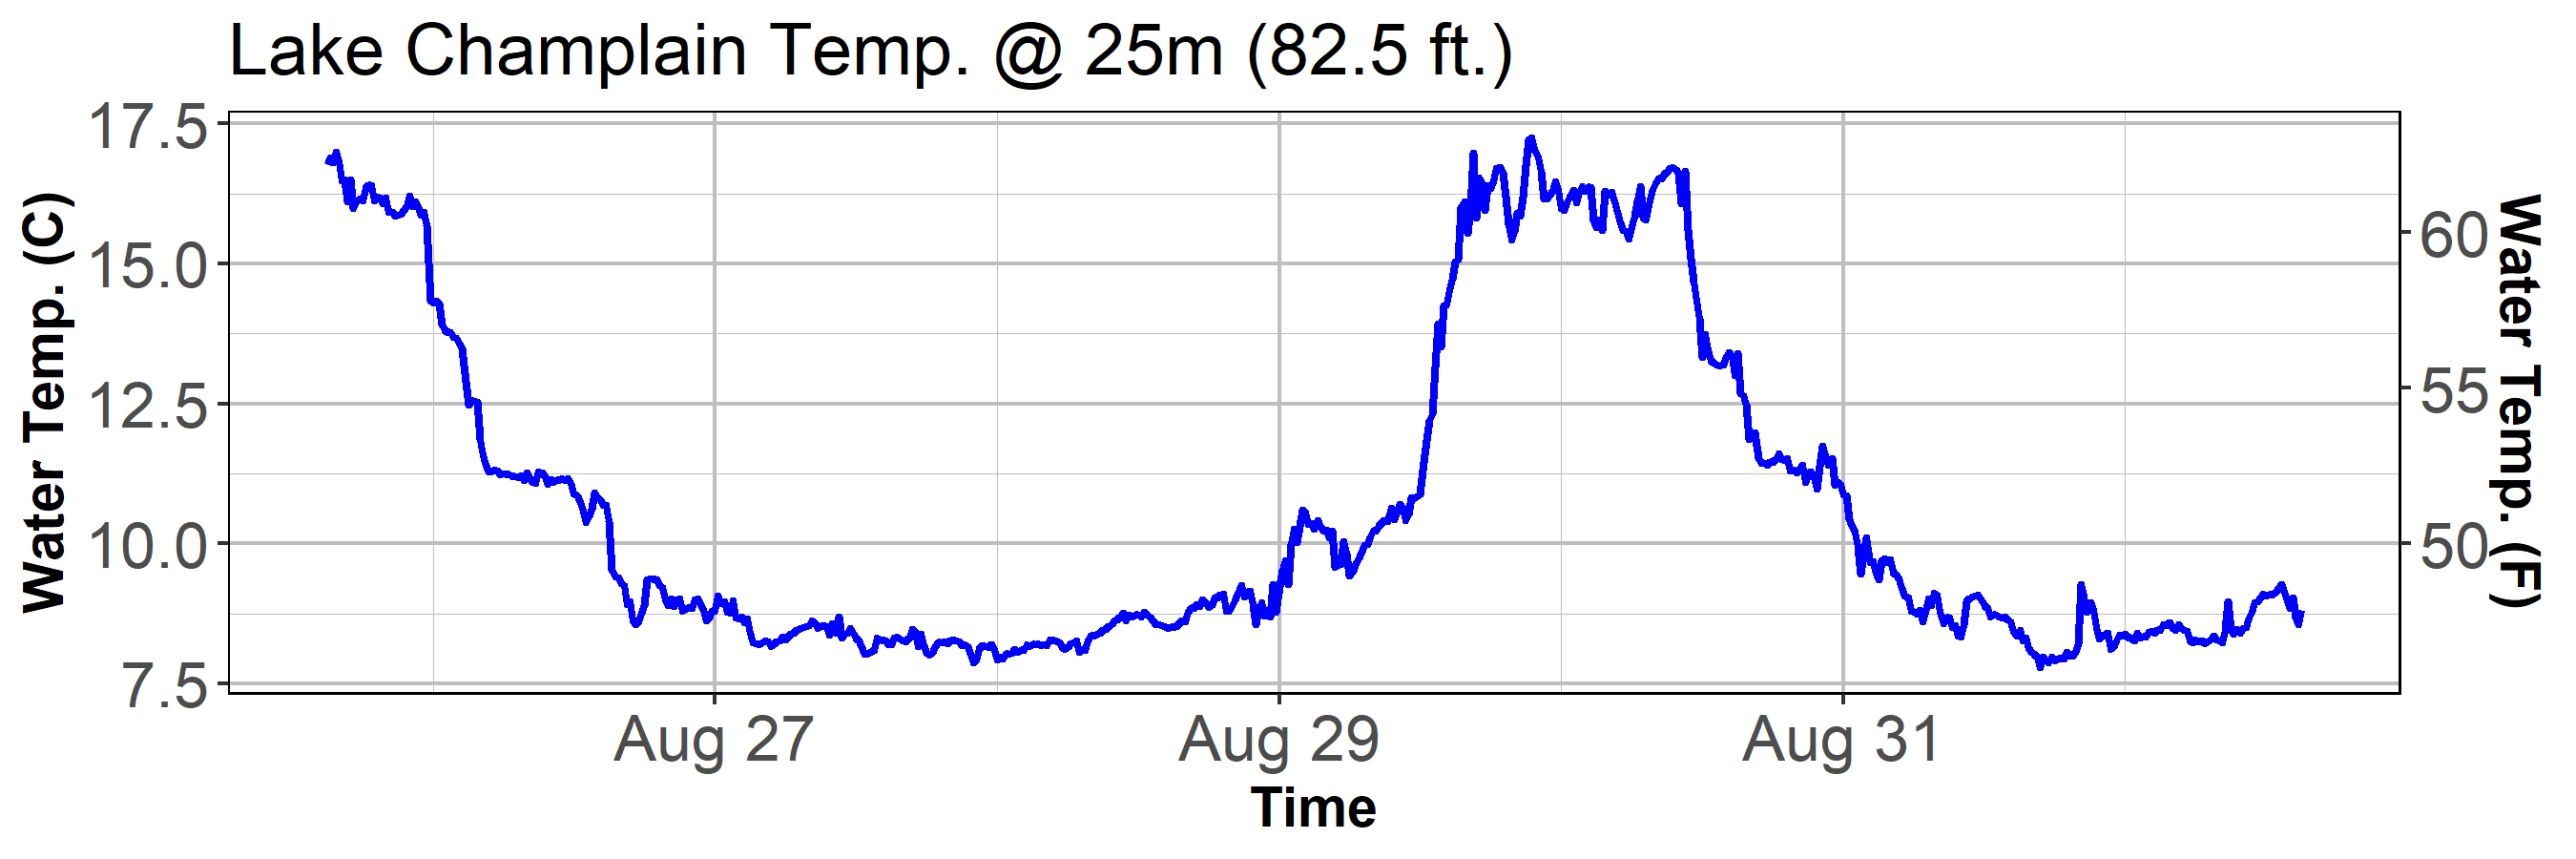 Lake Champlain Temp. @ 25m (82.5 ft.)
Water Temp. (C)
17.5
15.0
12.5
10.0
7.5
Water Temp. (F)
60
55
50
Aug 27
Aug 29
Aug 31
Time